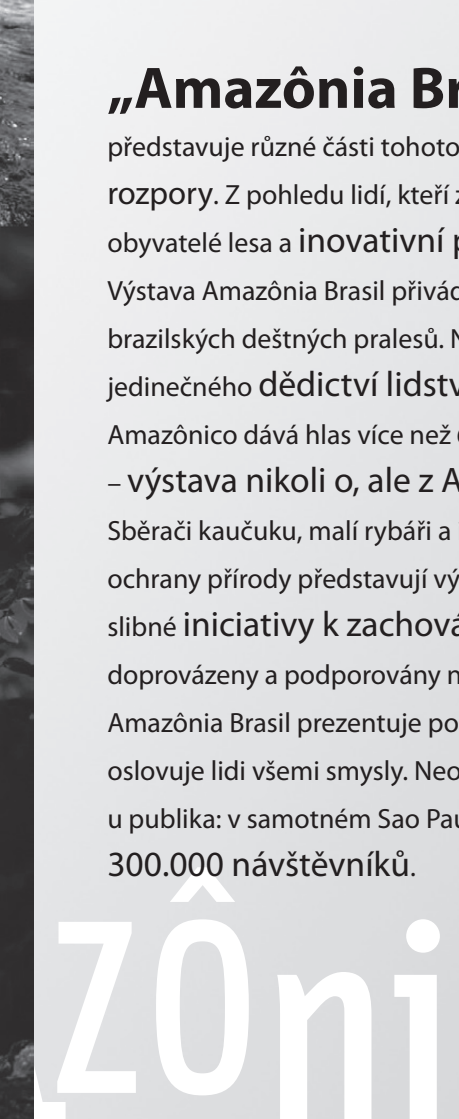 „Amazônia Br
představuje různé části tohoto
rozpory. Z pohledu lidí, kteří z
obyvatelé lesa a inovativní p
Výstava Amazônia Brasil přivád
brazilských deštných pralesů. N
jedinečného dědictví lidstv
Amazônico dává hlas více než
– výstava nikoli o, ale z A
Sběrači kaučuku, malí rybáři a
ochrany přírody představují vý
slibné iniciativy k zachová
doprovázeny a podporovány n
Amazônia Brasil prezentuje po
oslovuje lidi všemi smysly. Neo
u publika: v samotném Sao Pau
300.000 návštěvníků.
ZÔni